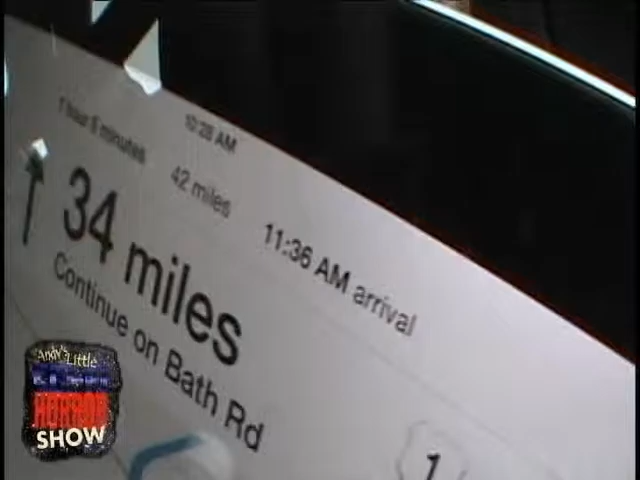 10:28 AM
1 hour 8 minutes
42 miles
11:36 AM arrival
34 miles
Continue on Bath Rd
1
Andy's Little
HORROR
SHOW